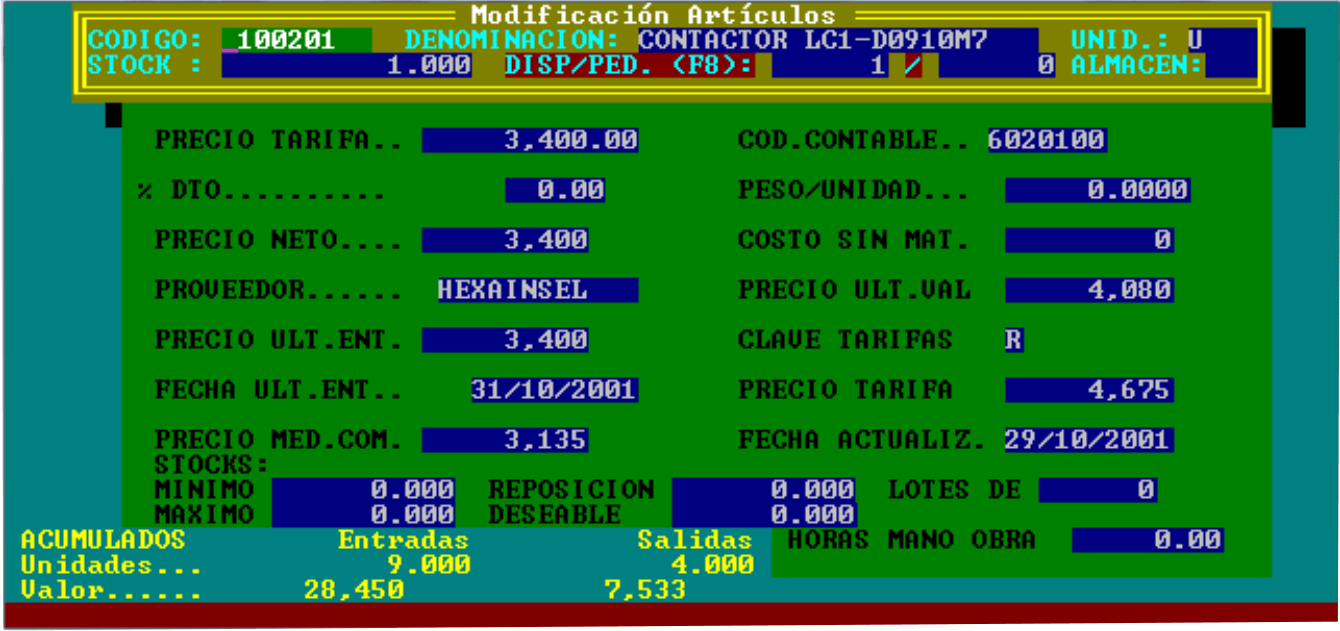 Modificación Artículos
CODIGO: 100201 DENOMINACION: CONTACTOR LC1-D0910M7 UNID.: U
STOCK : 1.000 DISP/PED. (F8): 1 / 0 ALMACEN:
PRECIO TARIFA.. 3,400.00 COD.CONTABLE.. 6020100
% DTO.......... 0.00 PESO/UNIDAD... 0.0000
PRECIO NETO.... 3,400 COSTO SIN MAT. 0
PROVEEDOR...... HEXAINSEL PRECIO ULT.VAL 4,080
PRECIO ULT.ENT. 3,400 CLAVE TARIFAS R
FECHA ULT.ENT.. 31/10/2001 PRECIO TARIFA 4,675
PRECIO MED.COM. 3,135 FECHA ACTUALIZ. 29/10/2001
STOCKS:
MINIMO 0.000 REPOSICION 0.000 LOTES DE 0
MAXIMO 0.000 DESEABLE 0.000
ACUMULADOS Entradas Salidas HORAS MANO OBRA 0.00
Unidades... 9.000 4.000
Valor...... 28,450 7,533